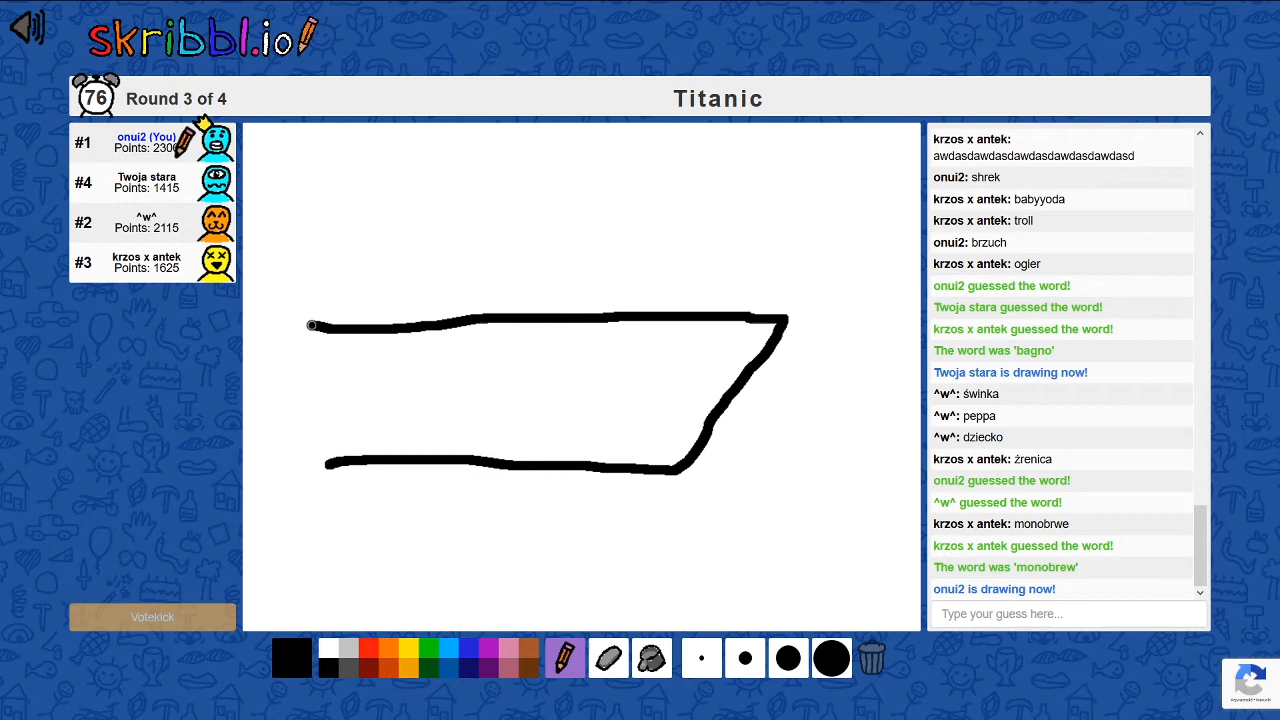 skribbl.io
76
Round 3 of 4
Titanic
#1
onui2 (You)
Points: 2300
#4
Twoja stara
Points: 1415
#2
^w^
Points: 2115
#3
krzos x antek
Points: 1625
Votekick
krzos x antek:
awdasdawdasdawdasdawdasdawdasd
onui2: shrek
krzos x antek: babyyoda
krzos x antek: troll
onui2: brzuch
krzos x antek: ogier
onui2 guessed the word!
Twoja stara guessed the word!
krzos x antek guessed the word!
The word was 'bagno'
Twoja stara is drawing now!
^w^: świnka
^w^: peppa
^w^: dziecko
krzos x antek: źrenica
onui2 guessed the word!
^w^ guessed the word!
krzos x antek: monobrwe
krzos x antek guessed the word!
The word was 'monobrew'
onui2 is drawing now!
Type your guess here...